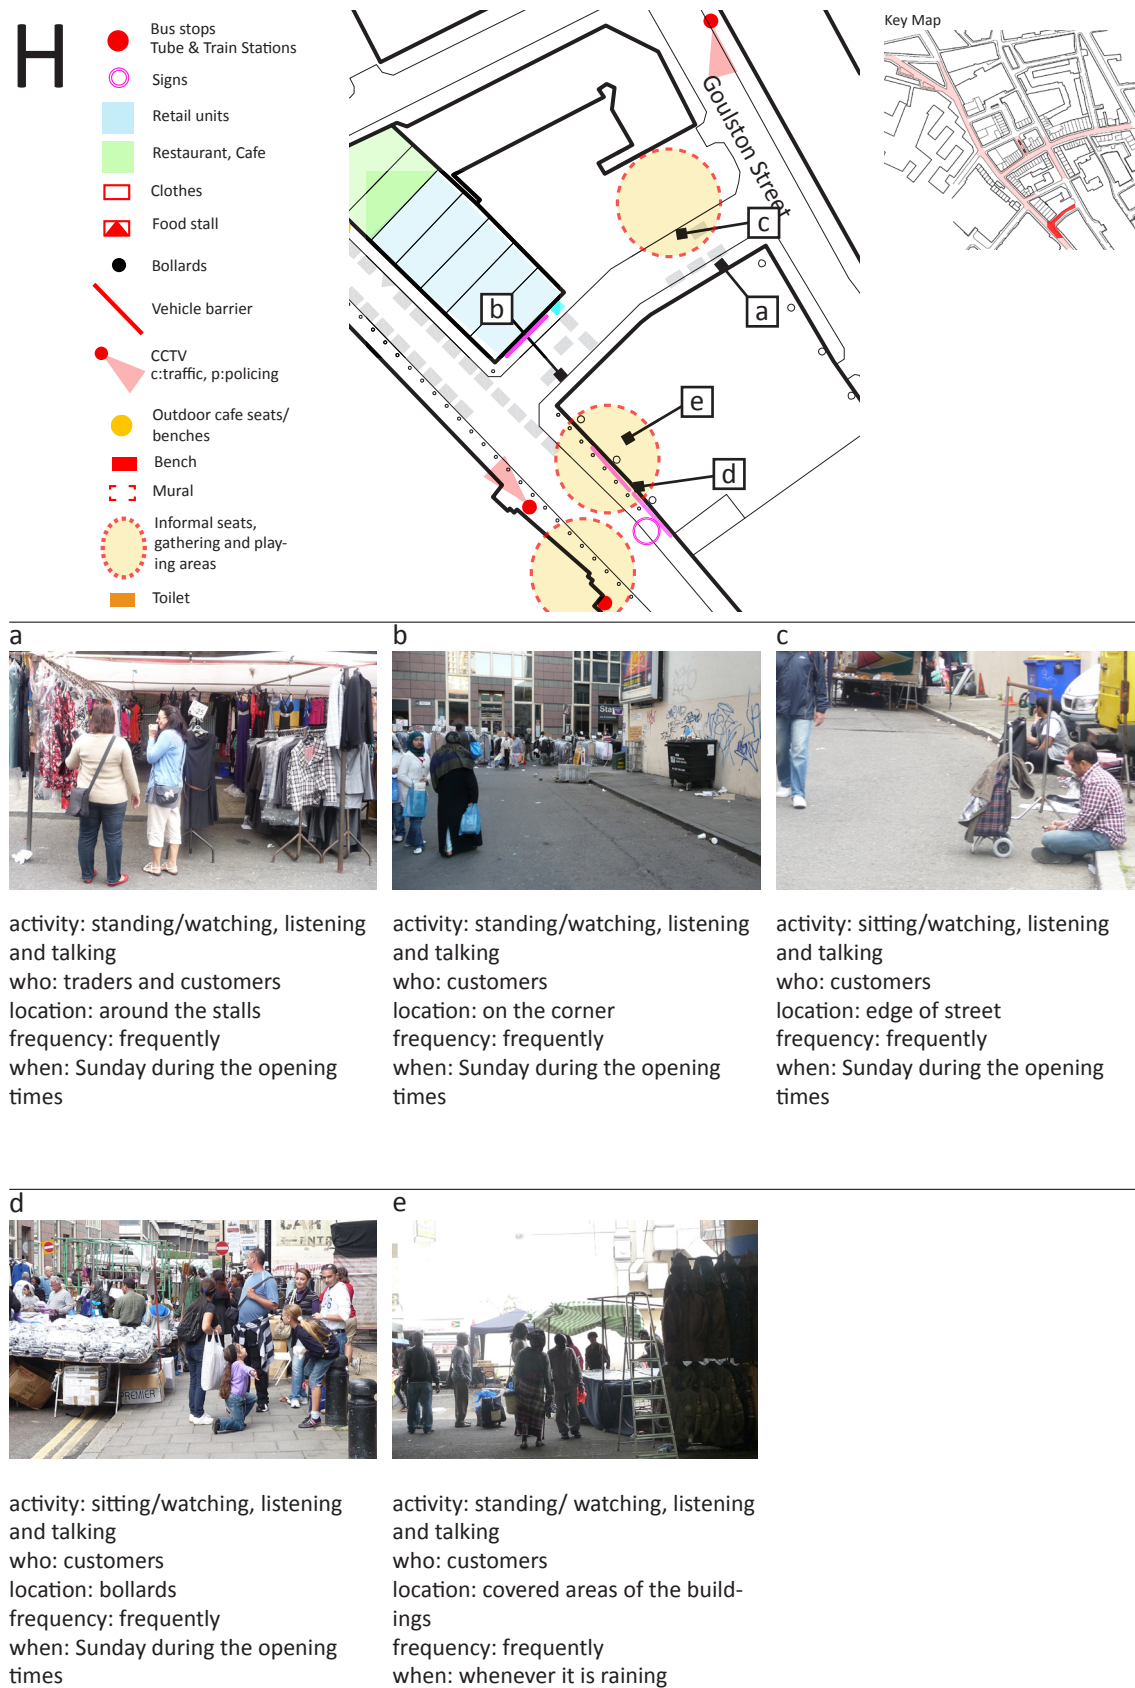 H
Bus stops
Tube & Train Stations
Signs
Retail units
Restaurant, Cafe
Clothes
Food stall
Bollards
Vehicle barrier
CCTV
c:traffic, p:policing
Outdoor cafe seats/
benches
Bench
Mural
Informal seats,
gathering and play-
ing areas
Toilet
Goulston Street
c
a
b
e
d
Key Map
a
b
c
activity: standing/watching, listening
and talking
who: traders and customers
location: around the stalls
frequency: frequently
when: Sunday during the opening
times
activity: standing/watching, listening
and talking
who: customers
location: on the corner
frequency: frequently
when: Sunday during the opening
times
activity: sitting/watching, listening
and talking
who: customers
location: edge of street
frequency: frequently
when: Sunday during the opening
times
d
e
PREMIER
activity: sitting/watching, listening
and talking
who: customers
location: bollards
frequency: frequently
when: Sunday during the opening
times
activity: standing/ watching, listening
and talking
who: customers
location: covered areas of the build-
ings
frequency: frequently
when: whenever it is raining